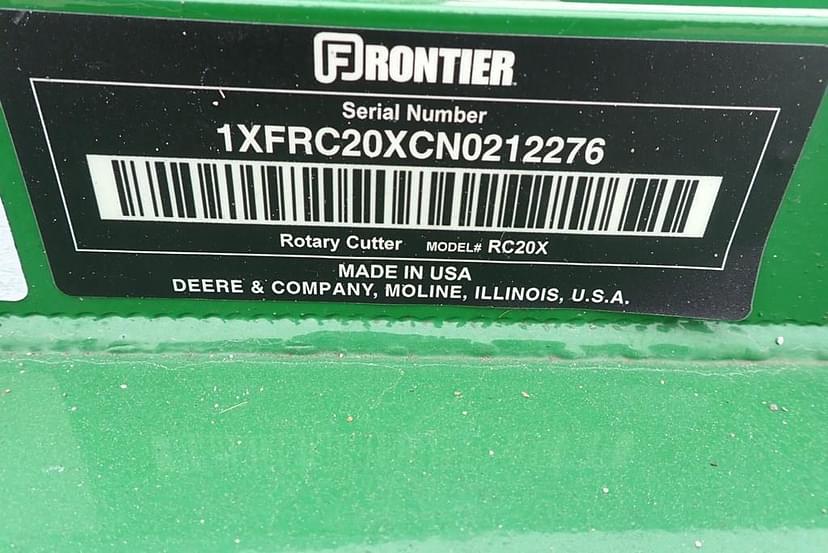 FRONTIER
Serial Number
1XFRC20XCN0212276
Rotary Cutter MODEL# RC20X
MADE IN USA
DEERE & COMPANY, MOLINE, ILLINOIS, U.S.A.